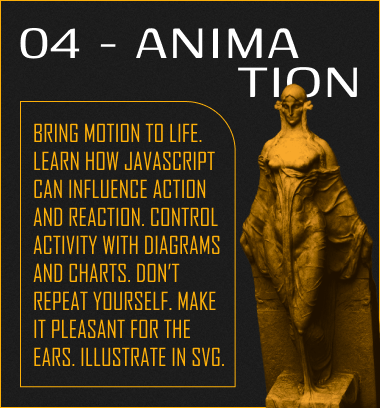 04 - ANIMA
TION
BRING MOTION TO LIFE.
LEARN HOW JAVASCRIPT
CAN INFLUENCE ACTION
AND REACTION. CONTROL
ACTIVITY WITH DIAGRAMS
AND CHARTS. DON'T
REPEAT YOURSELF. MAKE
IT PLEASANT FOR THE
EARS. ILLUSTRATE IN SVG.